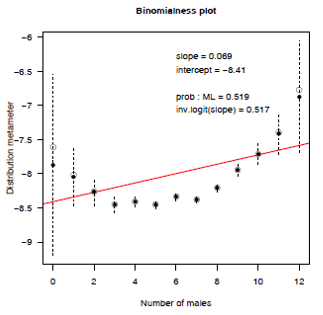 Binomialness plot
slope = 0.069
intercept = −8.41
prob : ML = 0.519
inv.logit(slope) = 0.517
Distribution metameter
−6
−6.5
−7
−7.5
−8
−8.5
−9
0 2 4 6 8 10 12
Number of males